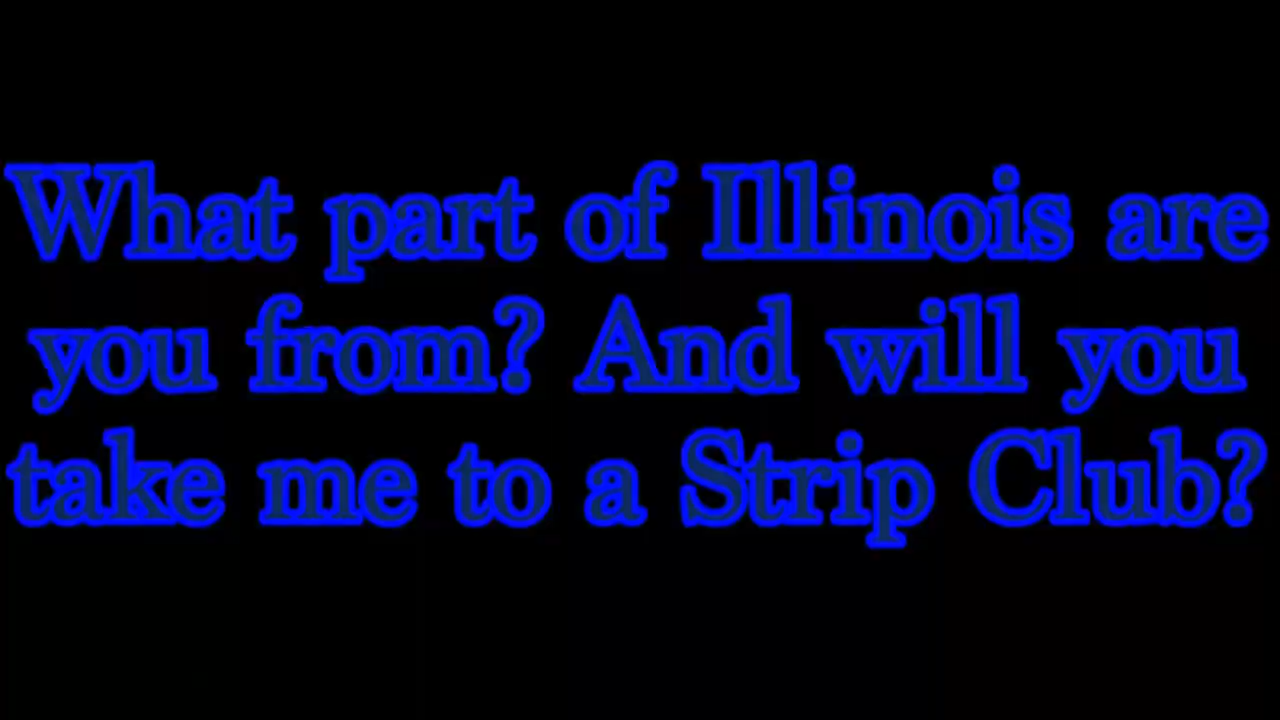 What part of Illinois are
you from? And will you
take me to a Strip Club?